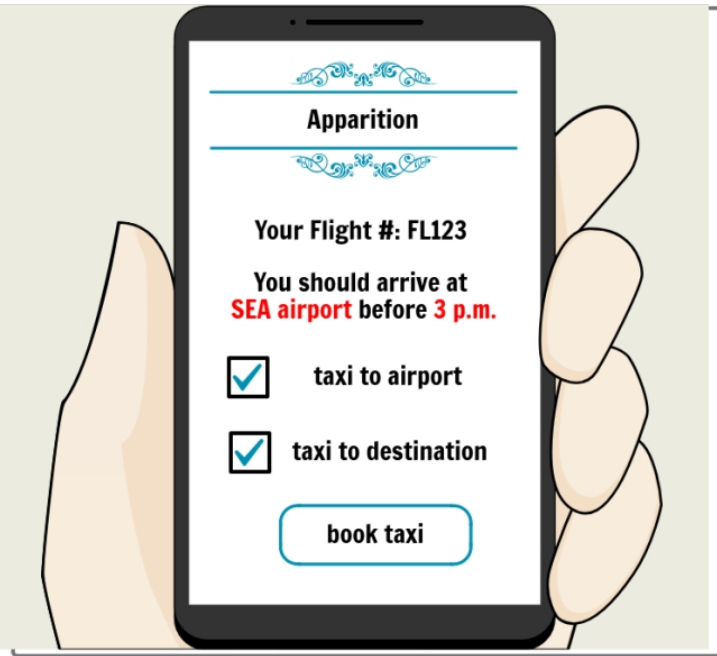 Apparition
Your Flight #: FL123
You should arrive at
SEA airport before 3 p.m.
taxi to airport
taxi to destination
book taxi